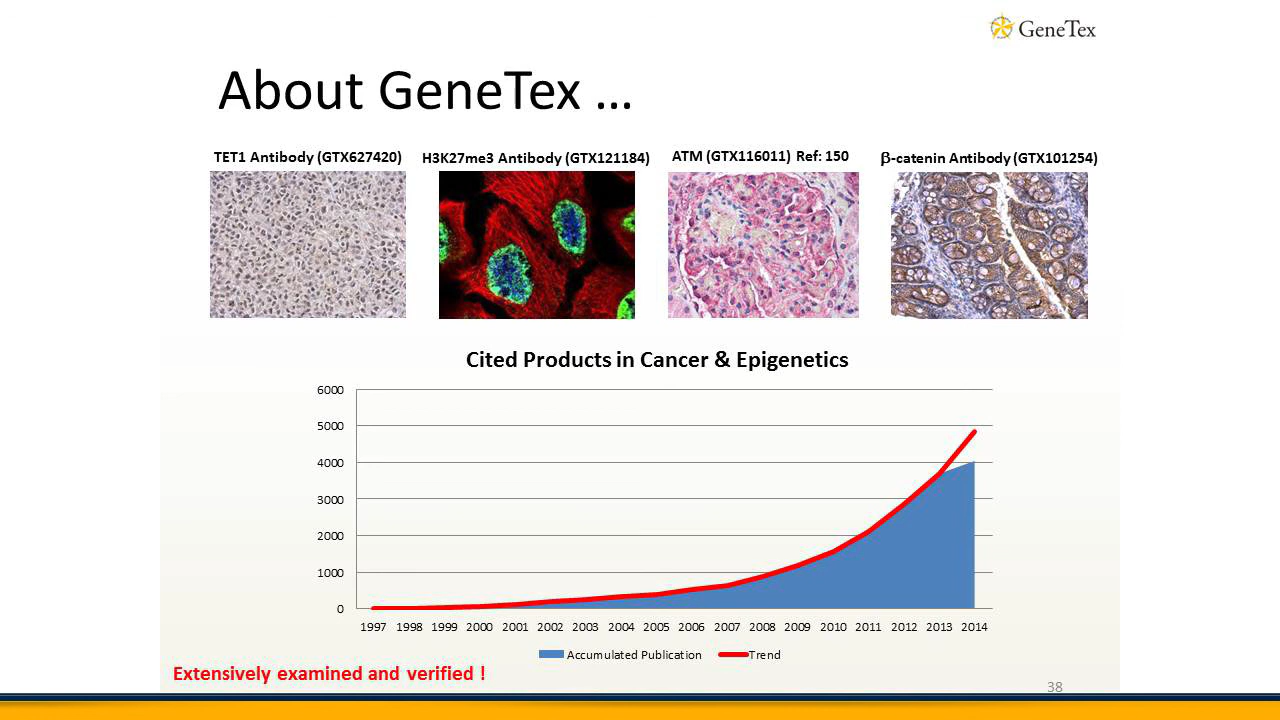 GeneTex
About GeneTex ...
TET1 Antibody (GTX627420)
H3K27me3 Antibody (GTX121184)
ATM (GTX116011) Ref: 150
β-catenin Antibody (GTX101254)
Cited Products in Cancer & Epigenetics
6000
5000
4000
3000
2000
1000
0
1997 1998 1999 2000 2001 2002 2003 2004 2005 2006 2007 2008 2009 2010 2011 2012 2013 2014
Accumulated Publication Trend
Extensively examined and verified !
38